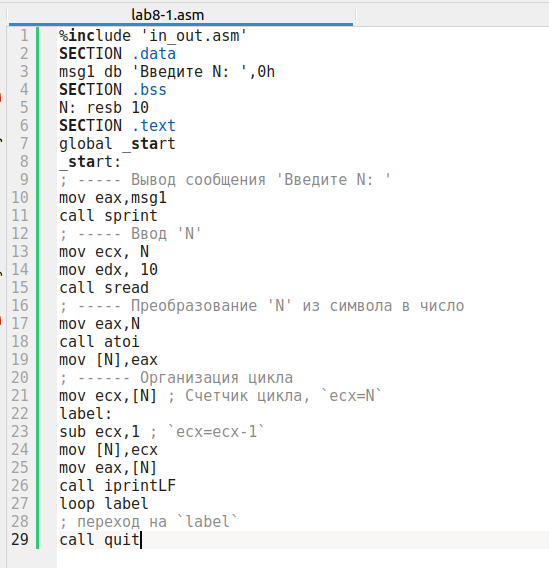 lab8-1.asm
1 %include 'in_out.asm'
2 SECTION .data
3 msg1 db 'Введите N: ',0h
4 SECTION .bss
5 N: resb 10
6 SECTION .text
7 global _start
8 _start:
9 ; ----- Вывод сообщения 'Введите N: '
10 mov eax,msg1
11 call sprint
12 ; ----- Ввод 'N'
13 mov ecx, N
14 mov edx, 10
15 call sread
16 ; ----- Преобразование 'N' из символа в число
17 mov eax,N
18 call atoi
19 mov [N],eax
20 ; ------ Организация цикла
21 mov ecx,[N] ; Счетчик цикла, `ecx=N`
22 label:
23 sub ecx,1 ; `ecx=ecx-1`
24 mov [N],ecx
25 mov eax,[N]
26 call iprintLF
27 loop label
28 ; переход на `label`
29 call quit